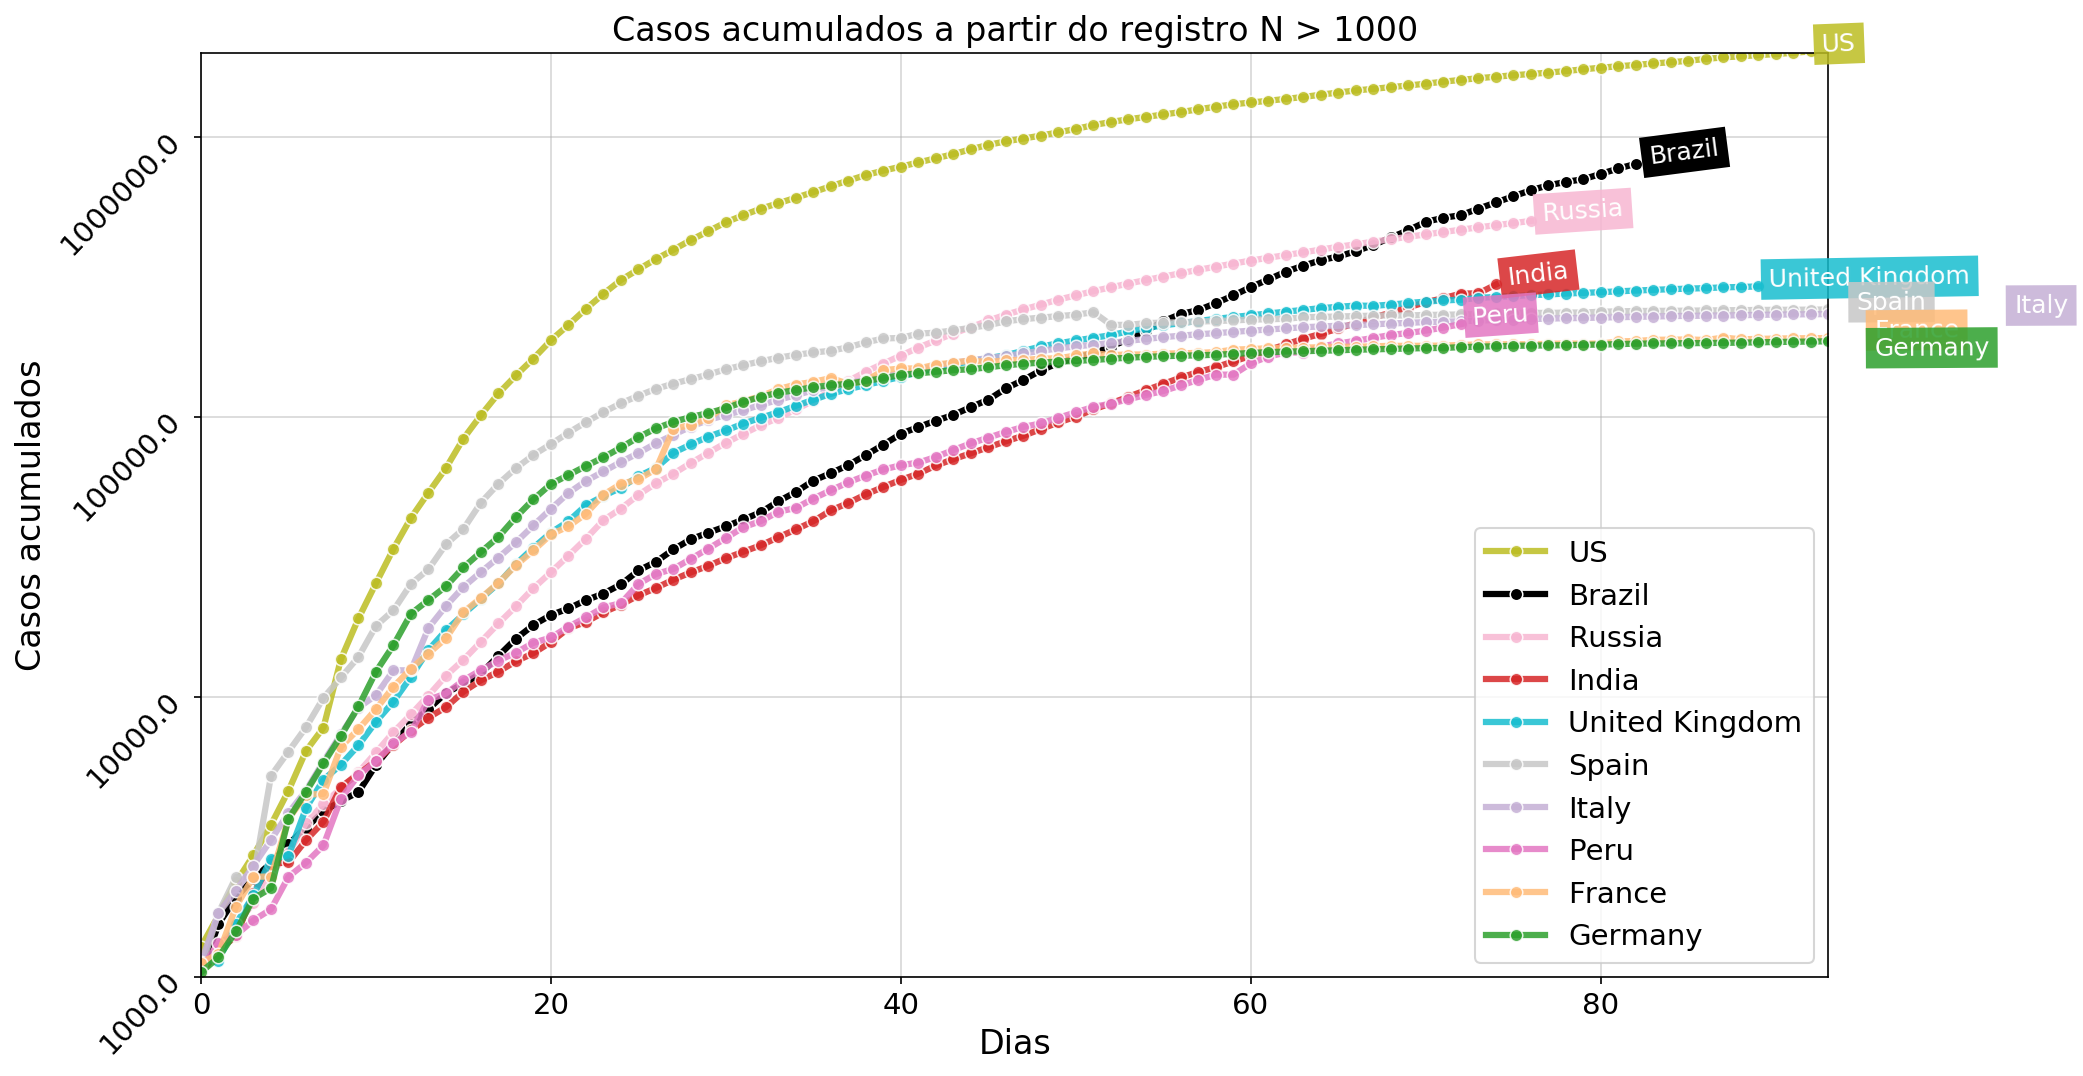 Casos acumulados a partir do registro N > 1000
US
Brazil
Russia
India
United Kingdom
Spain
Italy
Peru
France
Germany
Casos acumulados
1000000.0
100000.0
10000.0
1000.0
US
Brazil
Russia
India
United Kingdom
Spain
Italy
Peru
France
Germany
0
20
40
60
80
Dias